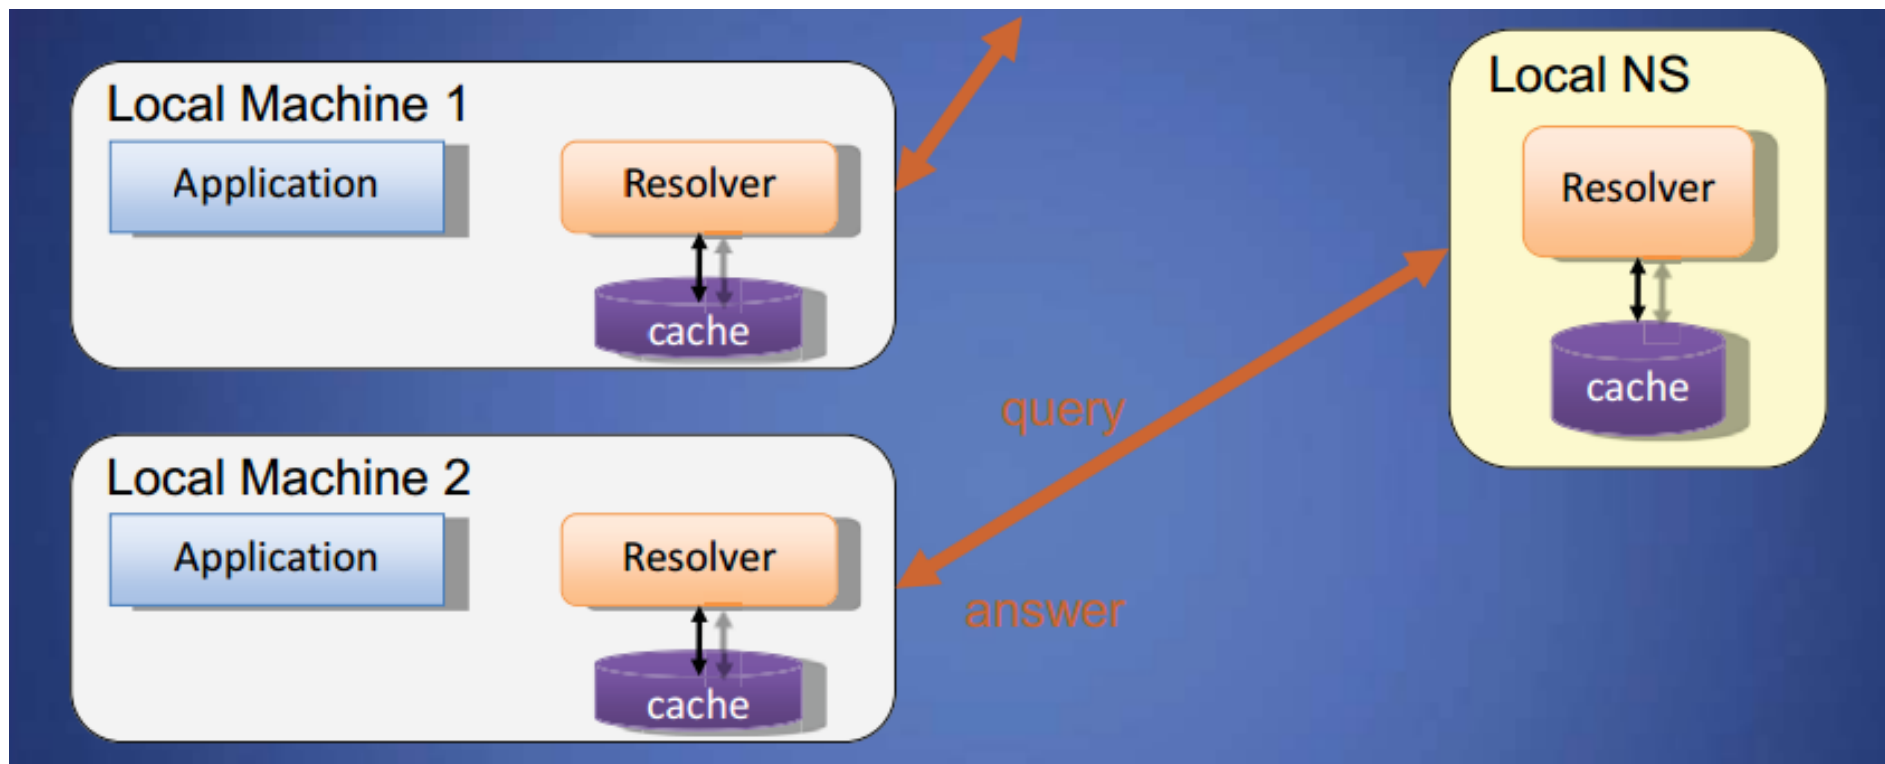 Local Machine 1
Application
Resolver
cache
Local NS
Resolver
cache
query
answer
Local Machine 2
Application
Resolver
cache